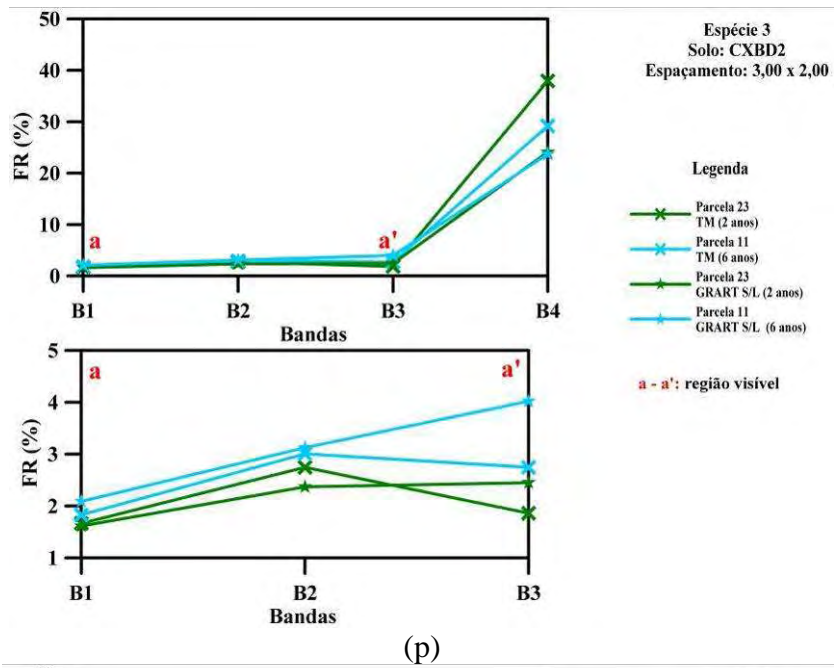 50
40
30
20
10
0
FR (%)
a
a'
B1
B2
B3
B4
Bandas
Espécie 3
Solo: CXBD2
Espaçamento: 3,00 x 2,00
Legenda
Parcela 23
TM (2 anos)
Parcela 11
TM (6 anos)
Parcela 23
GRART S/L (2 anos)
Parcela 11
GRART S/L (6 anos)
a - a': região visível
5
4
3
2
1
FR (%)
a
a'
B1
B2
B3
Bandas
(p)